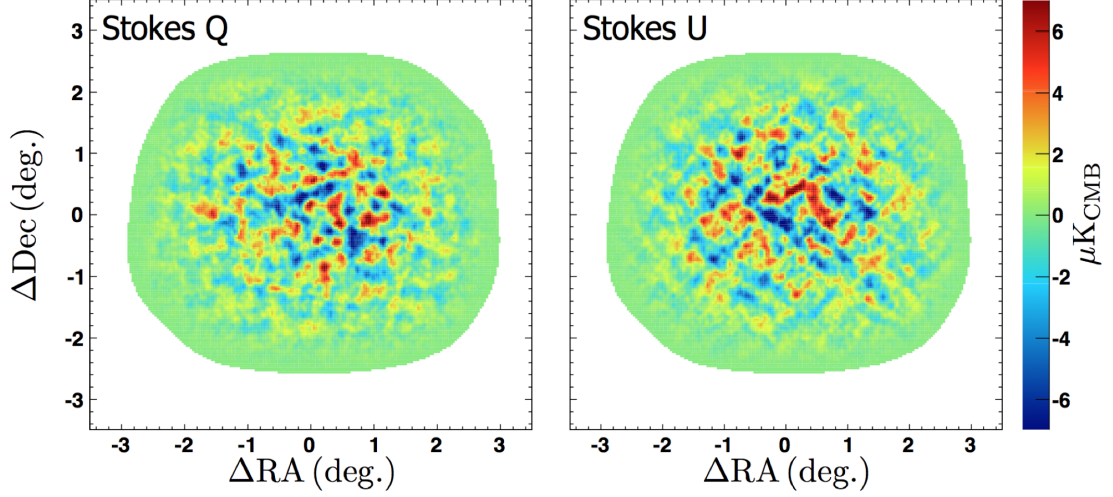 Stokes Q
Stokes U
3
2
1
0
-1
-2
-3
ΔDec (deg.)
-3 -2 -1 0 1 2 3
ΔRA (deg.)
-3 -2 -1 0 1 2 3
ΔRA (deg.)
6
4
2
0
-2
-4
-6
μK_CMB